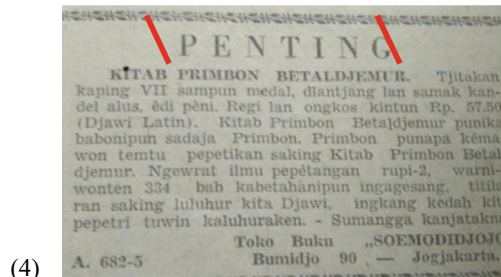 PENTING
KITAB PRIMBON BETALDJEMUR. Tjitakan
kaping VII sampun medal, dlantjang lan samak kan-
del alus, èdi pèni. Regi lan ongkos kintun Rp. 57.50
(Djawi Latin). Kitab Primbon Betaldjemur punika
babonipun sadaja Primbon. Primbon punapa kéma
won temtu pepetikan saking Kitab Primbon Betal
djemur. Ngewrat ilmu pepétangan rupi-2, warni-
wonten 334 bab kabetahanipun ingagesang, titil
ran saking luluhur kita Djawi, ingkang kedah kit
pepetri tuwin kaluhuraken. - Sumangga kanjatakn
Toko Buku „SOEMODIDJOJO
A. 682-5 Bumidjo 90 — Jogjakarta
(4)